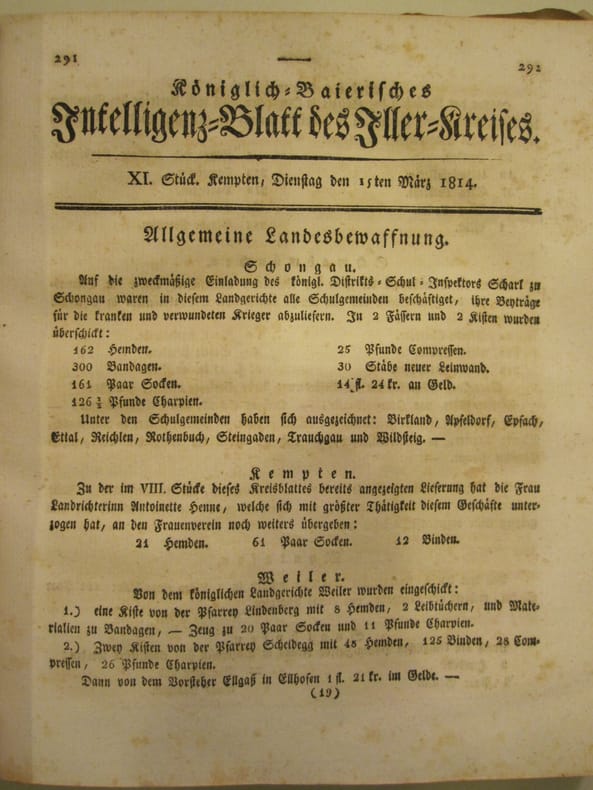 291
292
Königlich-Baierisches
Intelligenz-Blatt des Iller-Kreises.
XI. Stück. Kempten, Dienstag den 15ten März 1814.
Allgemeine Landesbewaffnung.
Schongau.
Auf die zweckmäßige Einladung des königl. Distrikts-Schul-Inspektors Scharl zu
Schongau waren in diesem Landgerichte alle Schulgemeinden beschäftiget, ihre Beyträge
für die kranken und verwundeten Krieger abzuliefern. In 2 Fässern und 2 Kisten wurden
überschikt:
162 Hemden.
300 Bandagen.
161 Paar Socken.
126 ½ Pfunde Charpien.
25 Pfunde Compressen.
30 Stäbe neuer Leinwand.
14 fl. 24 kr. an Geld.
Unter den Schulgemeinden haben sich ausgezeichnet: Birkland, Apfeldorf, Epfach,
Ettal, Reichlen, Rothenbuch, Steingaden, Trauchgau und Wildsteig. —
Kempten.
Zu der im VIII. Stücke dieses Kreisblattes bereits angezeigten Lieferung hat die Frau
Landrichterinn Antoinette Henne, welche sich mit größter Thätigkeit diesem Geschäfte unter-
zogen hat, an den Frauenverein noch weiters übergeben:
21 Hemden. 61 Paar Socken. 12 Binden.
Weiler.
Von dem königlichen Landgerichte Weiler wurden eingeschikt:
1.) eine Kiste von der Pfarrey Lindenberg mit 8 Hemden, 2 Leibtüchern, und Mate-
rialien zu Bandagen, — Zeug zu 20 Paar Socken und 11 Pfunde Charpien.
2.) Zwey Kisten von der Pfarrey Scheidegg mit 48 Hemden, 125 Binden, 28 Com-
pressen, 26 Pfunde Charpien.
Dann von dem Vorsteher Ellgaß in Ellhofen 1 fl. 21 kr. im Gelde. —
(19)